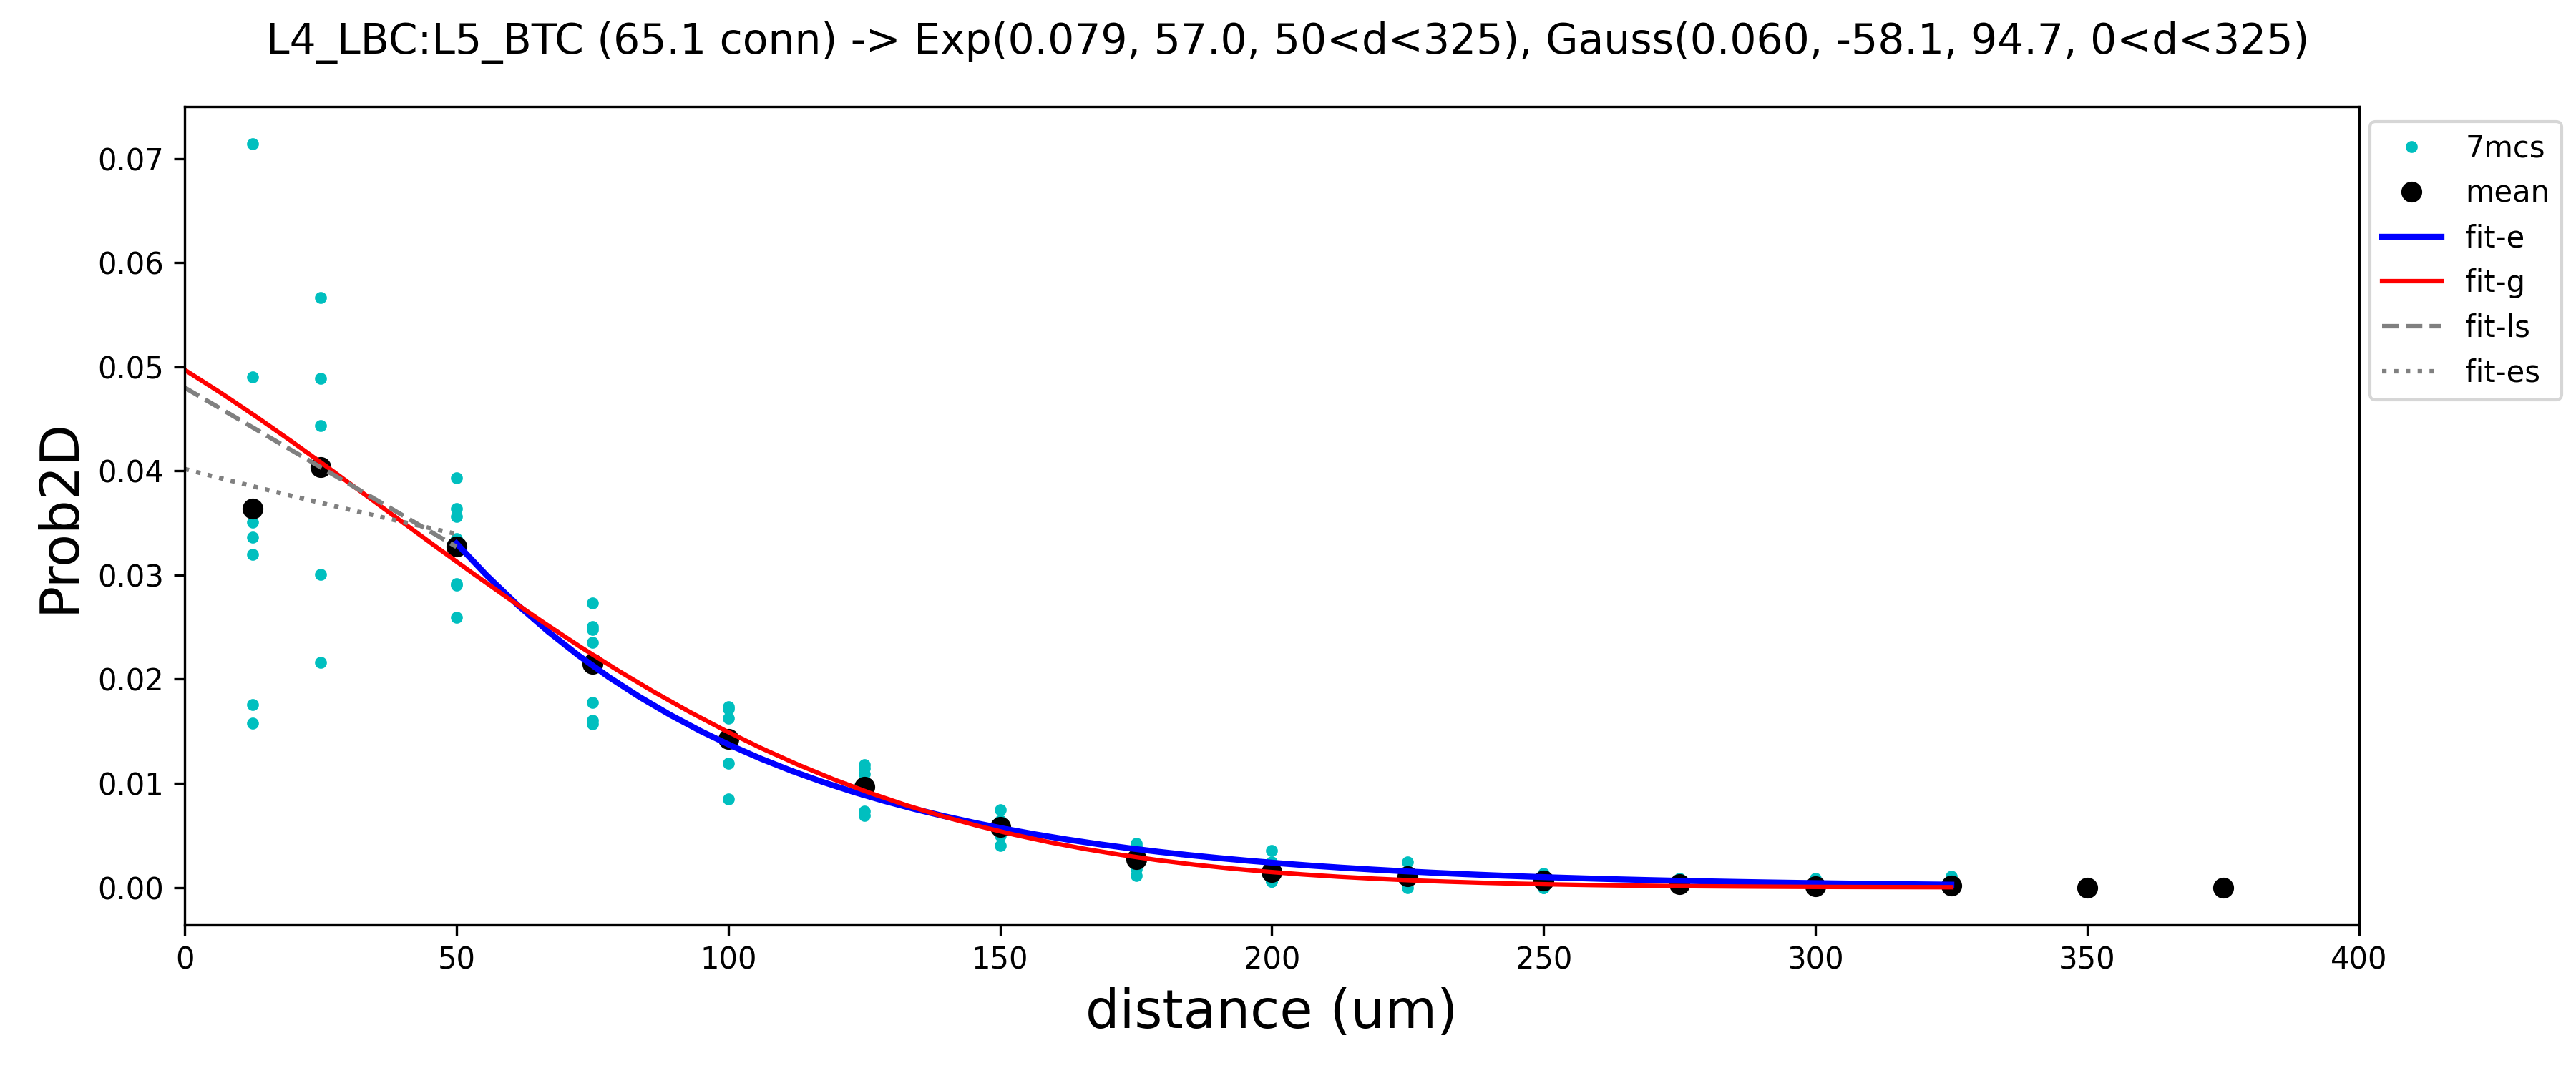 L4_LBC:L5_BTC (65.1 conn) -> Exp(0.079, 57.0, 50<d<325), Gauss(0.060, -58.1, 94.7, 0<d<325)
0.07
0.06
0.05
0.04
0.03
0.02
0.01
0.00
Prob2D
0 50 100 150 200 250 300 350 400
distance (um)
7mcs
mean
fit-e
fit-g
fit-ls
fit-es